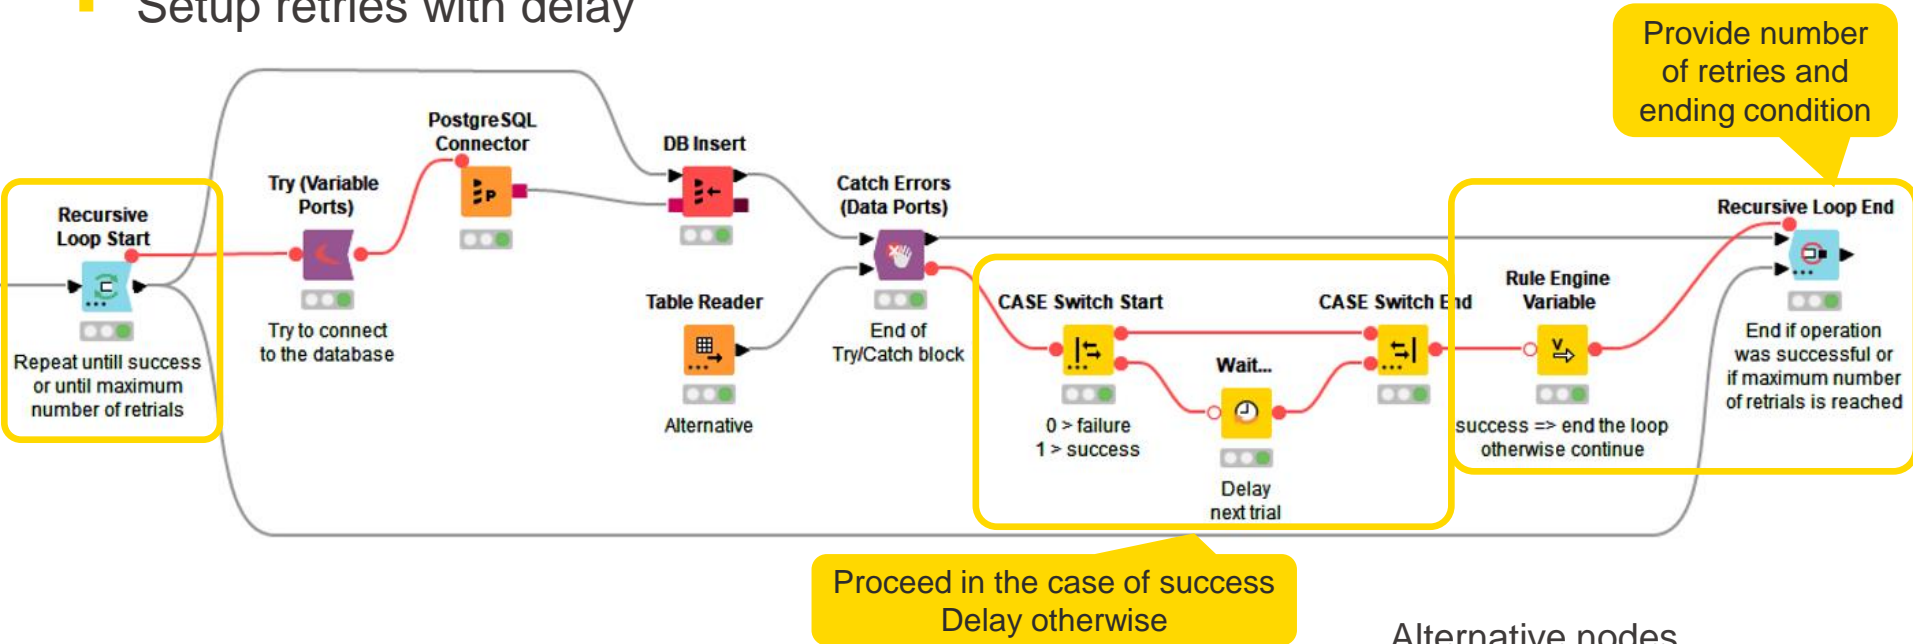 Setup retries with delay
Provide number
of retries and
ending condition
PostgreSQL
Connector
DB Insert
Try (Variable
Ports)
Catch Errors
(Data Ports)
Recursive
Loop Start
Recursive Loop End
P
Table Reader
CASE Switch Start
CASE Switch End
Rule Engine
Variable
V
Try to connect
to the database
End of
Try/Catch block
End if operation
was successful or
if maximum number
of retrials is reached
Repeat untill success
or until maximum
number of retrials
Wait...
Alternative
0 > failure
1 > success
success => end the loop
otherwise continue
Delay
next trial
Proceed in the case of success
Delay otherwise
Alternative nodes